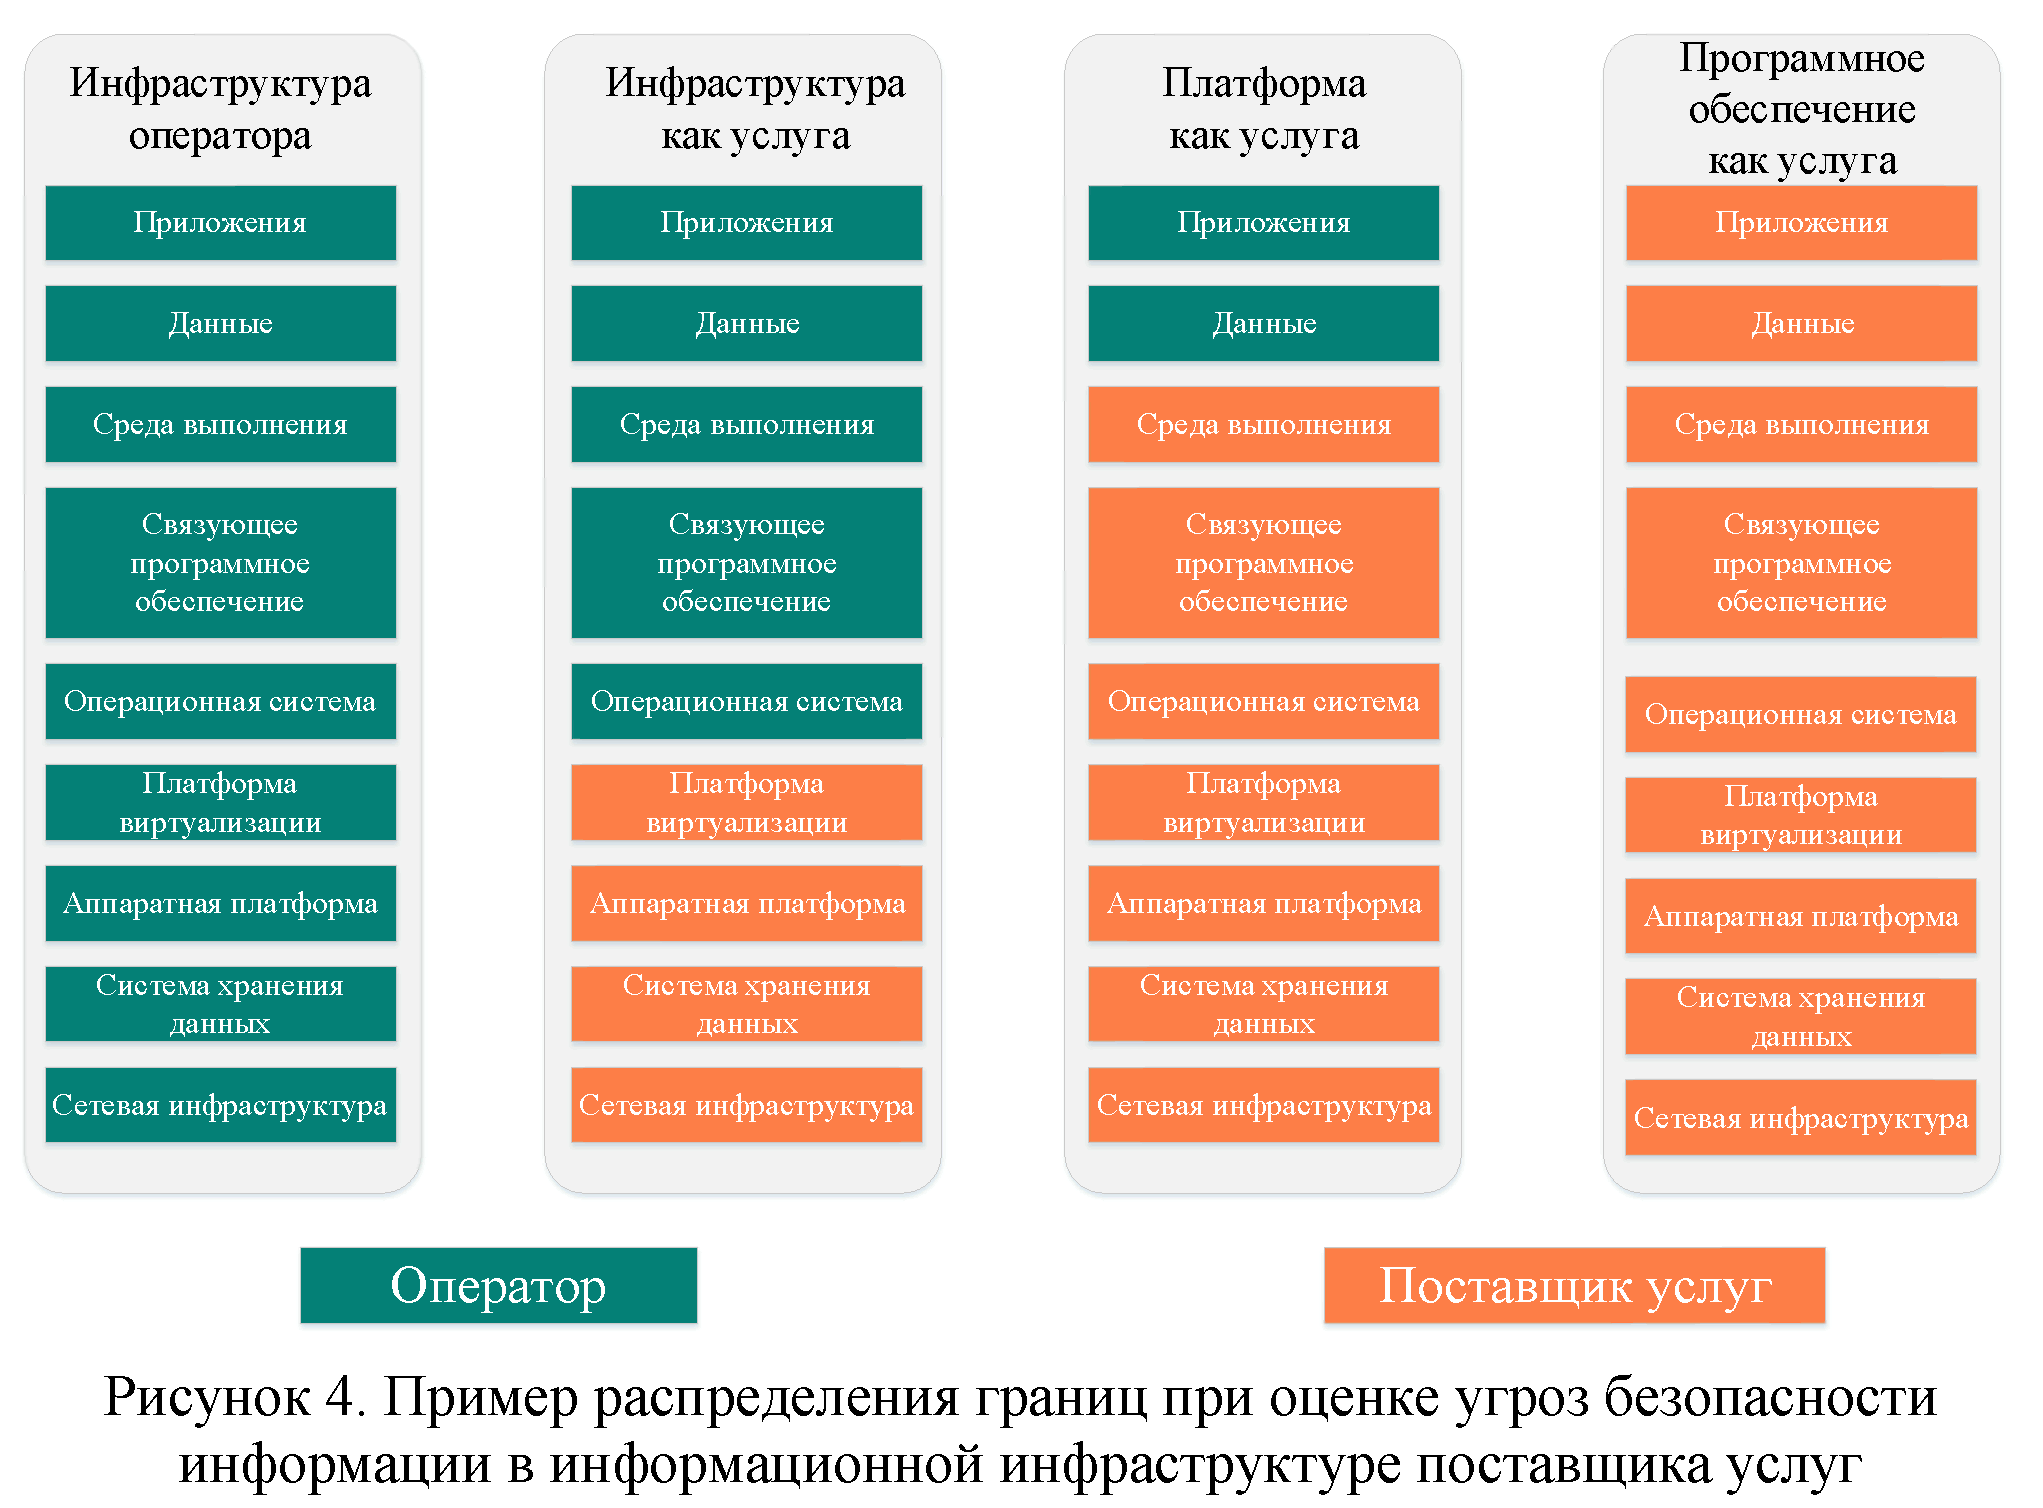 Инфраструктура
оператора
Приложения
Данные
Среда выполнения
Связующее
программное
обеспечение
Операционная система
Платформа
виртуализации
Аппаратная платформа
Система хранения
данных
Сетевая инфраструктура
Инфраструктура
как услуга
Приложения
Данные
Среда выполнения
Связующее
программное
обеспечение
Операционная система
Платформа
виртуализации
Аппаратная платформа
Система хранения
данных
Сетевая инфраструктура
Платформа
как услуга
Приложения
Данные
Среда выполнения
Связующее
программное
обеспечение
Операционная система
Платформа
виртуализации
Аппаратная платформа
Система хранения
данных
Сетевая инфраструктура
Программное
обеспечение
как услуга
Приложения
Данные
Среда выполнения
Связующее
программное
обеспечение
Операционная система
Платформа
виртуализации
Аппаратная платформа
Система хранения
данных
Сетевая инфраструктура
Оператор
Поставщик услуг
Рисунок 4. Пример распределения границ при оценке угроз безопасности
информации в информационной инфраструктуре поставщика услуг